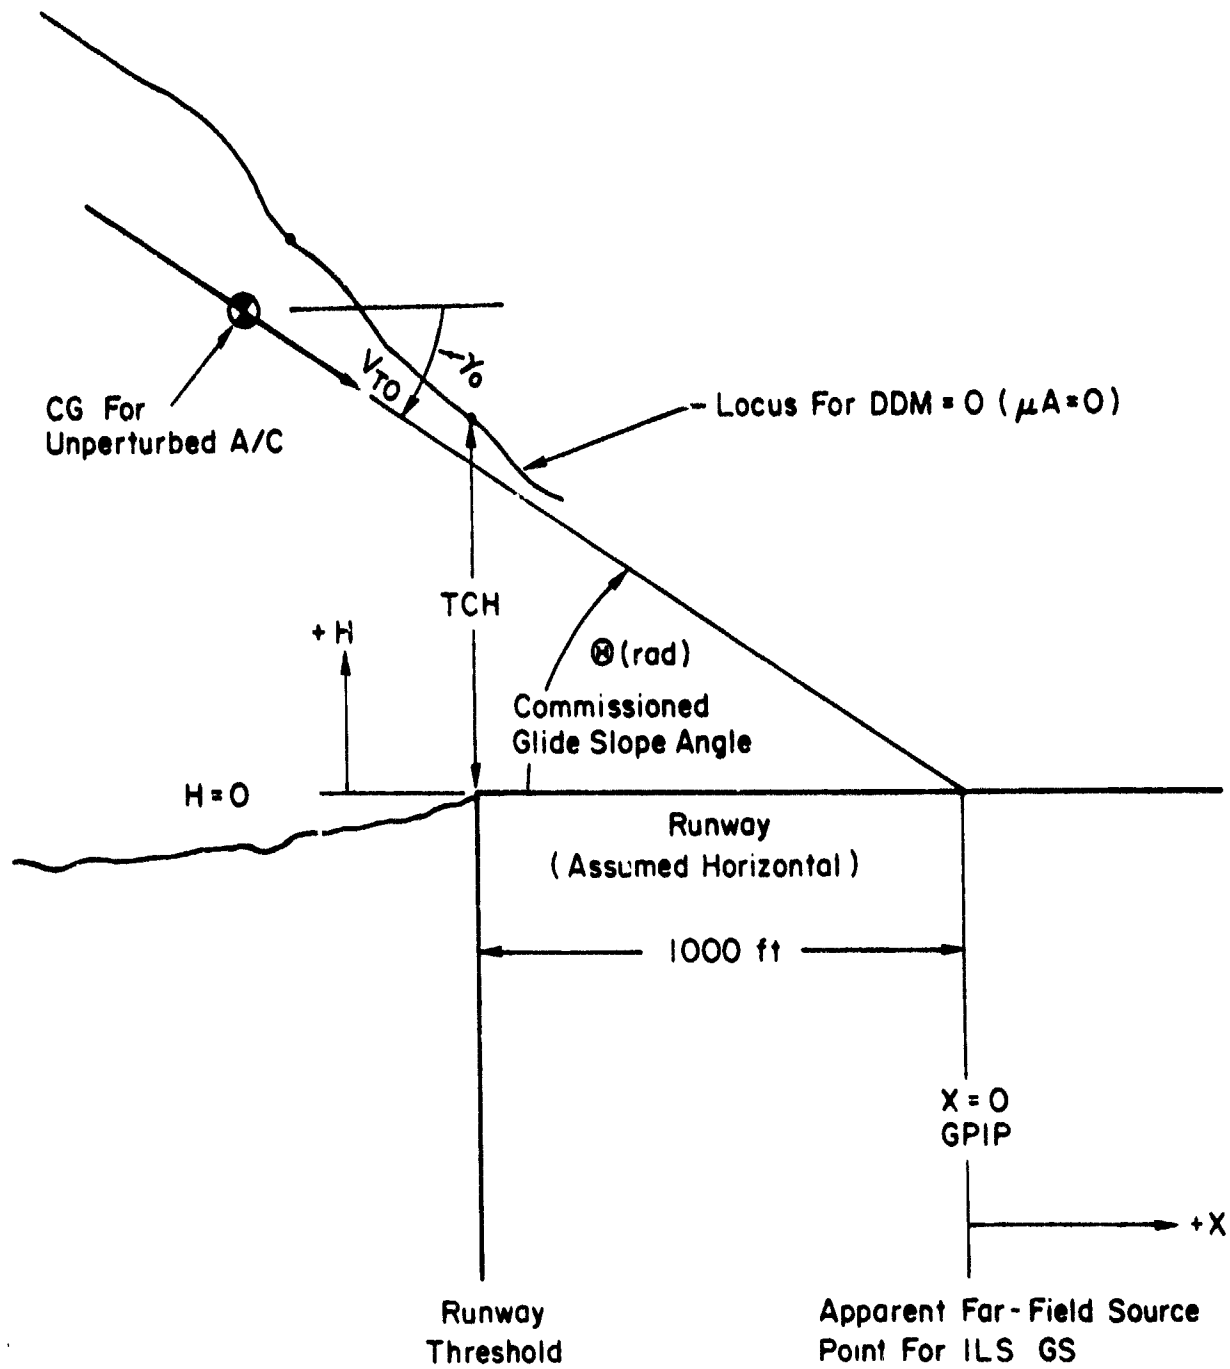 V_TO
-γ₀
CG For
Unperturbed A/C
- Locus For DDM = 0 ( μA=0)
TCH
+ H
Θ (rad)
Commissioned
Glide Slope Angle
H = 0
Runway
( Assumed Horizontal )
1000 ft
X = 0
GPIP
+X
Runway
Threshold
Apparent Far-Field Source
Point For ILS GS